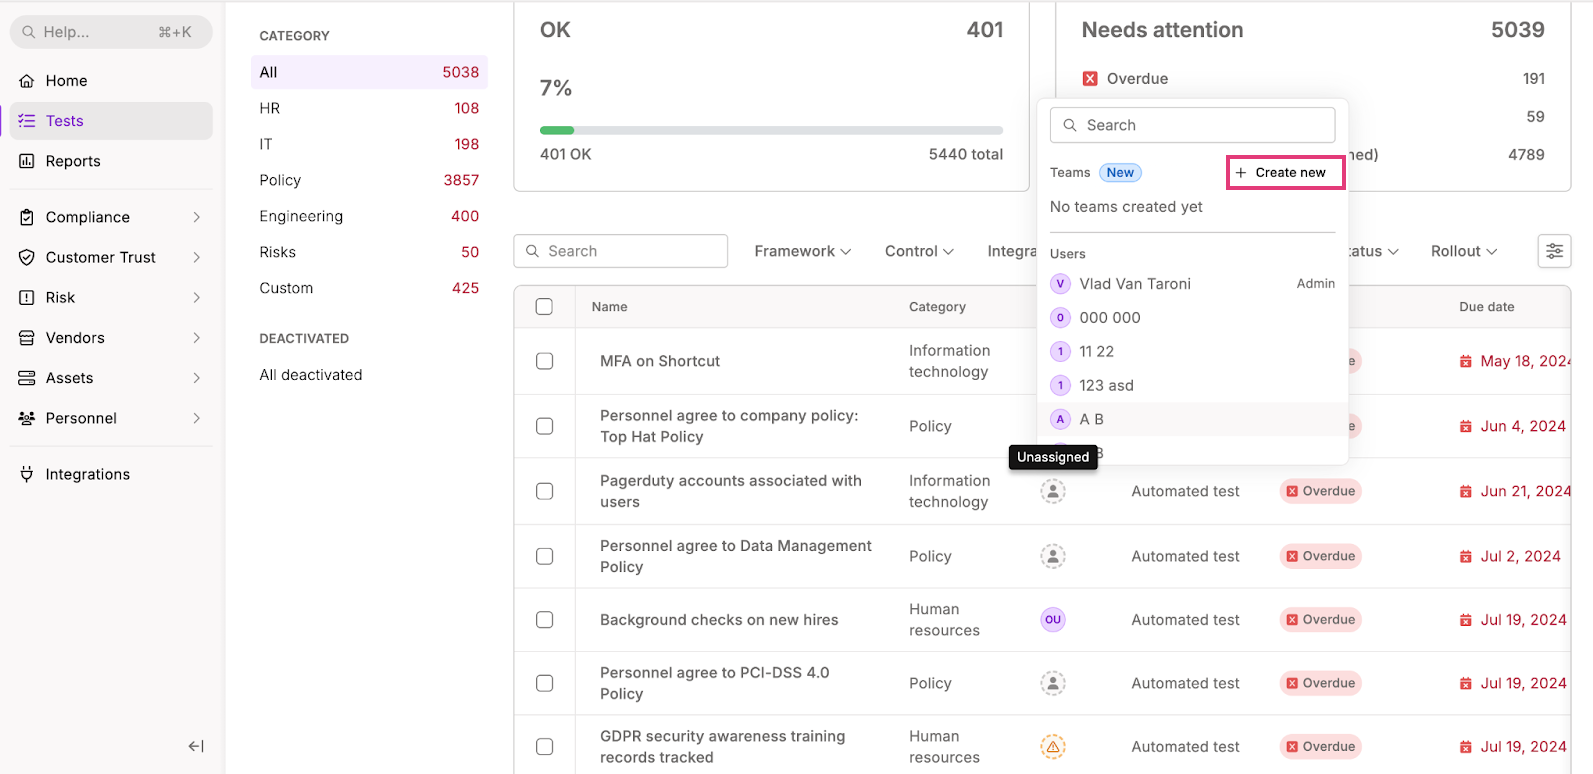 Help... ⌘+K
Home
Tests
Reports
Compliance
Customer Trust
Risk
Vendors
Assets
Personnel
Integrations
CATEGORY
All 5038
HR 108
IT 198
Policy 3857
Engineering 400
Risks 50
Custom 425
DEACTIVATED
All deactivated
OK 401
7%
401 OK 5440 total
Needs attention 5039
Overdue 191
59
ned) 4789
Search
Teams New + Create new
No teams created yet
Users
V Vlad Van Taroni Admin
0 000 000
1 11 22
1 123 asd
A A B
B
Unassigned
Search Framework Control Integra tatus Rollout
Name Category Due date
MFA on Shortcut
Information
technology
e
May 18, 2024
Personnel agree to company policy:
Top Hat Policy
Policy
e
Jun 4, 2024
Pagerduty accounts associated with
users
Information
technology
Automated test Overdue Jun 21, 2024
Personnel agree to Data Management
Policy
Policy Automated test Overdue Jul 2, 2024
Background checks on new hires
Human
resources
OU Automated test Overdue Jul 19, 2024
Personnel agree to PCI-DSS 4.0
Policy
Policy Automated test Overdue Jul 19, 2024
GDPR security awareness training
records tracked
Human
resources
Automated test Overdue Jul 19, 2024